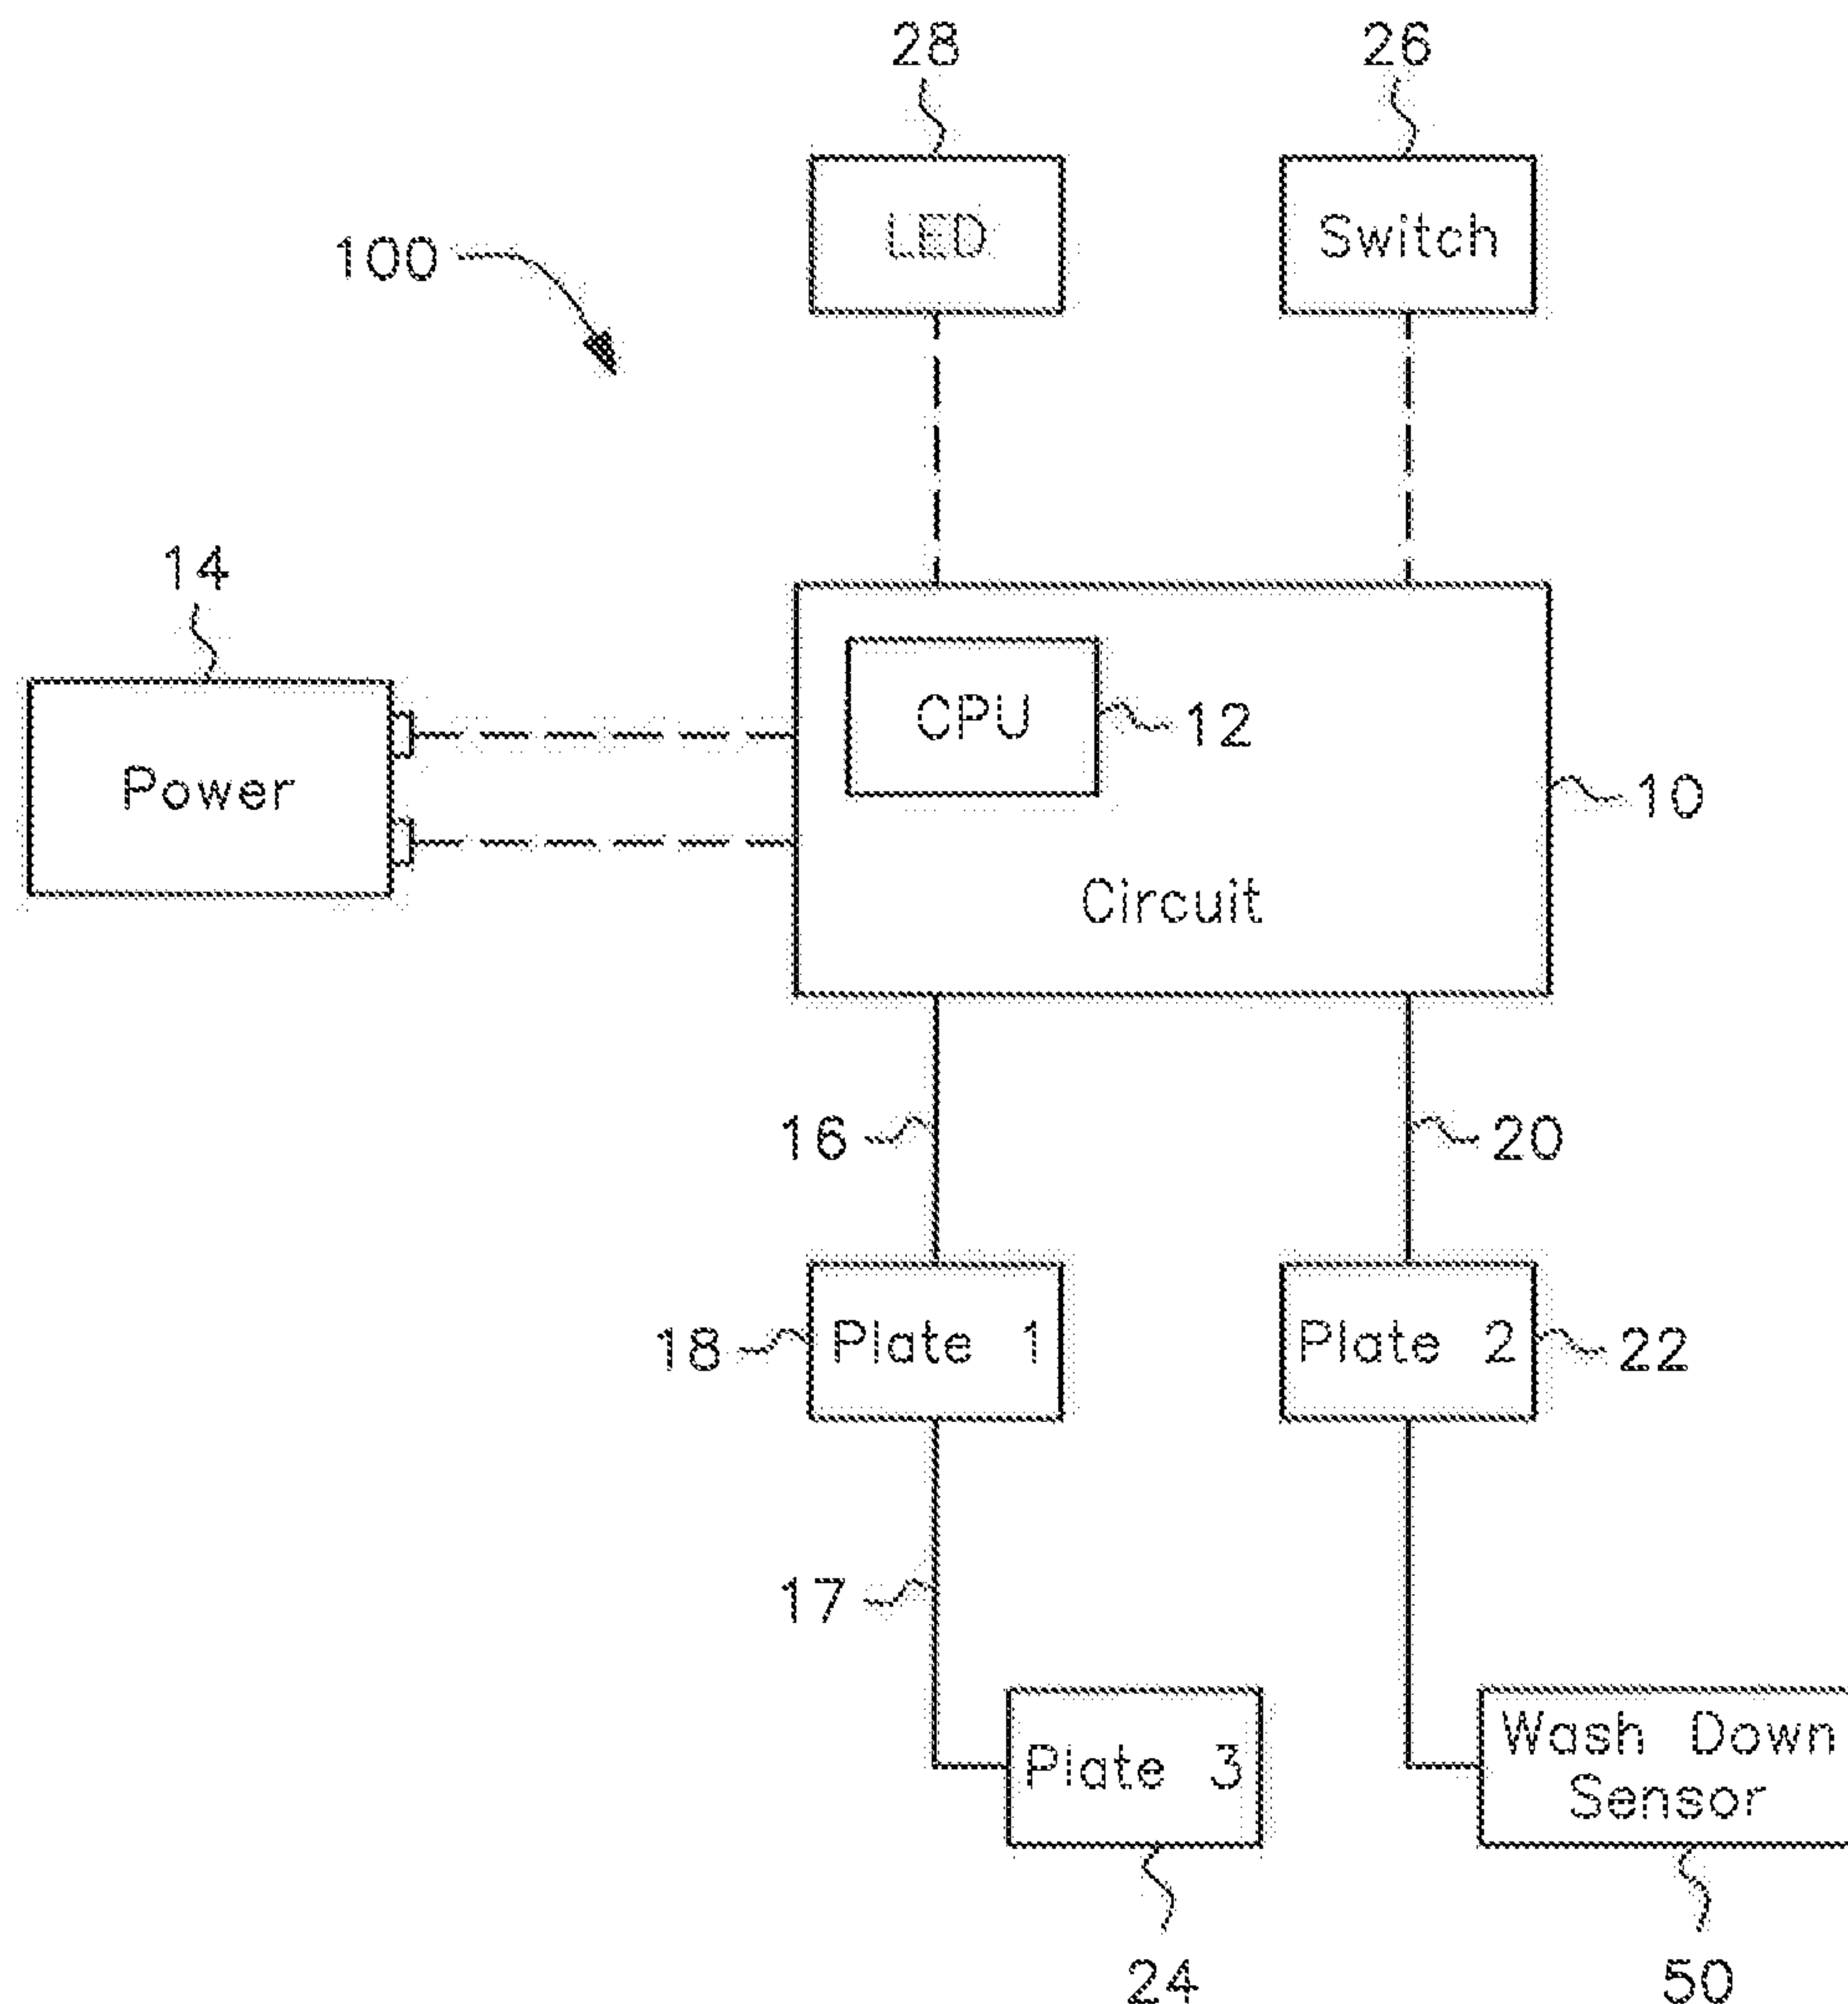 28
26
LED
Switch
100
14
CPU
12
Power
10
Circuit
16
20
18
Plate 1
Plate 2
22
17
Plate 3
Wash Down
Sensor
24
50